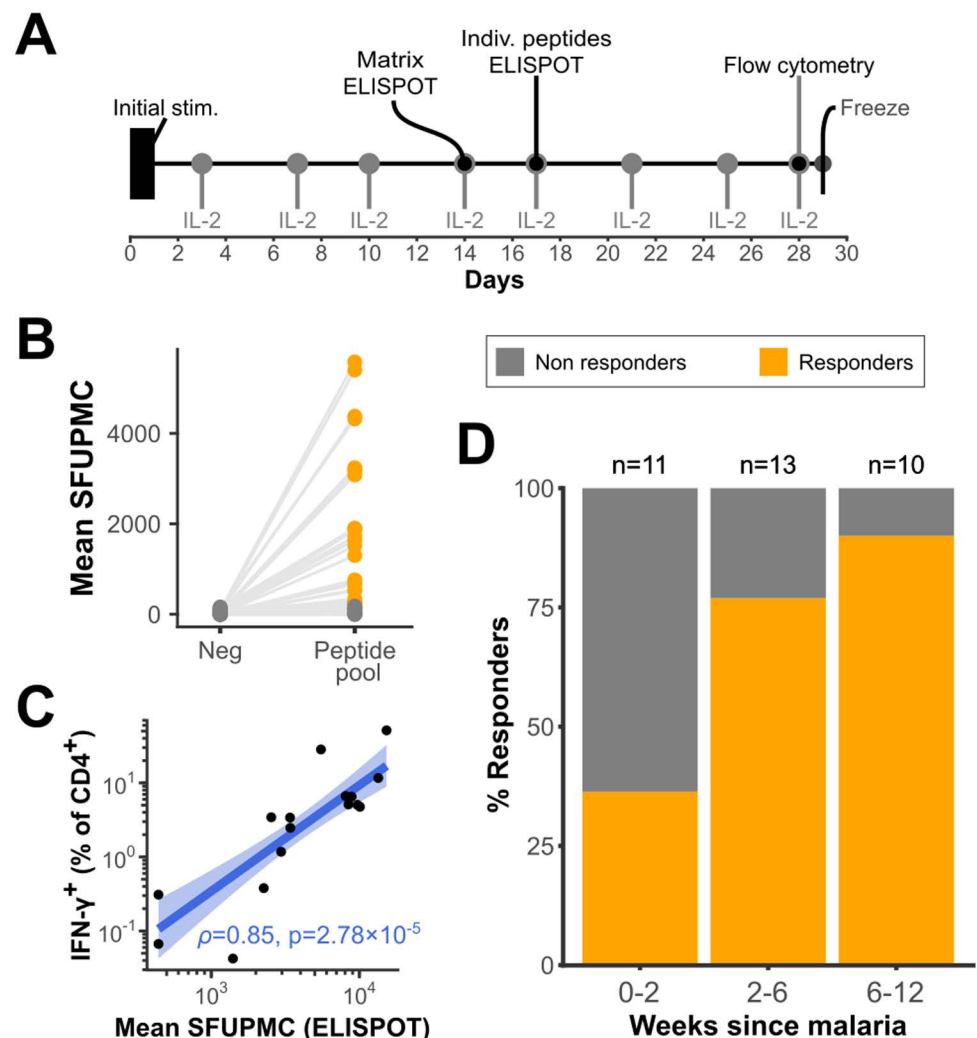 A
Initial stim.
Matrix
ELISPOT
Indiv. peptides
ELISPOT
Flow cytometry
Freeze
IL-2 IL-2 IL-2 IL-2 IL-2 IL-2 IL-2 IL-2
0 2 4 6 8 10 12 14 16 18 20 22 24 26 28 30
Days
B
Mean SFUPMC
4000
2000
0
Neg
Peptide
pool
Non responders
Responders
C
IFN-γ⁺ (% of CD4⁺)
10¹
10⁰
10⁻¹
ρ=0.85, p=2.78×10⁻⁵
10³ 10⁴
Mean SFUPMC (ELISPOT)
D
n=11 n=13 n=10
% Responders
100
75
50
25
0
0-2 2-6 6-12
Weeks since malaria